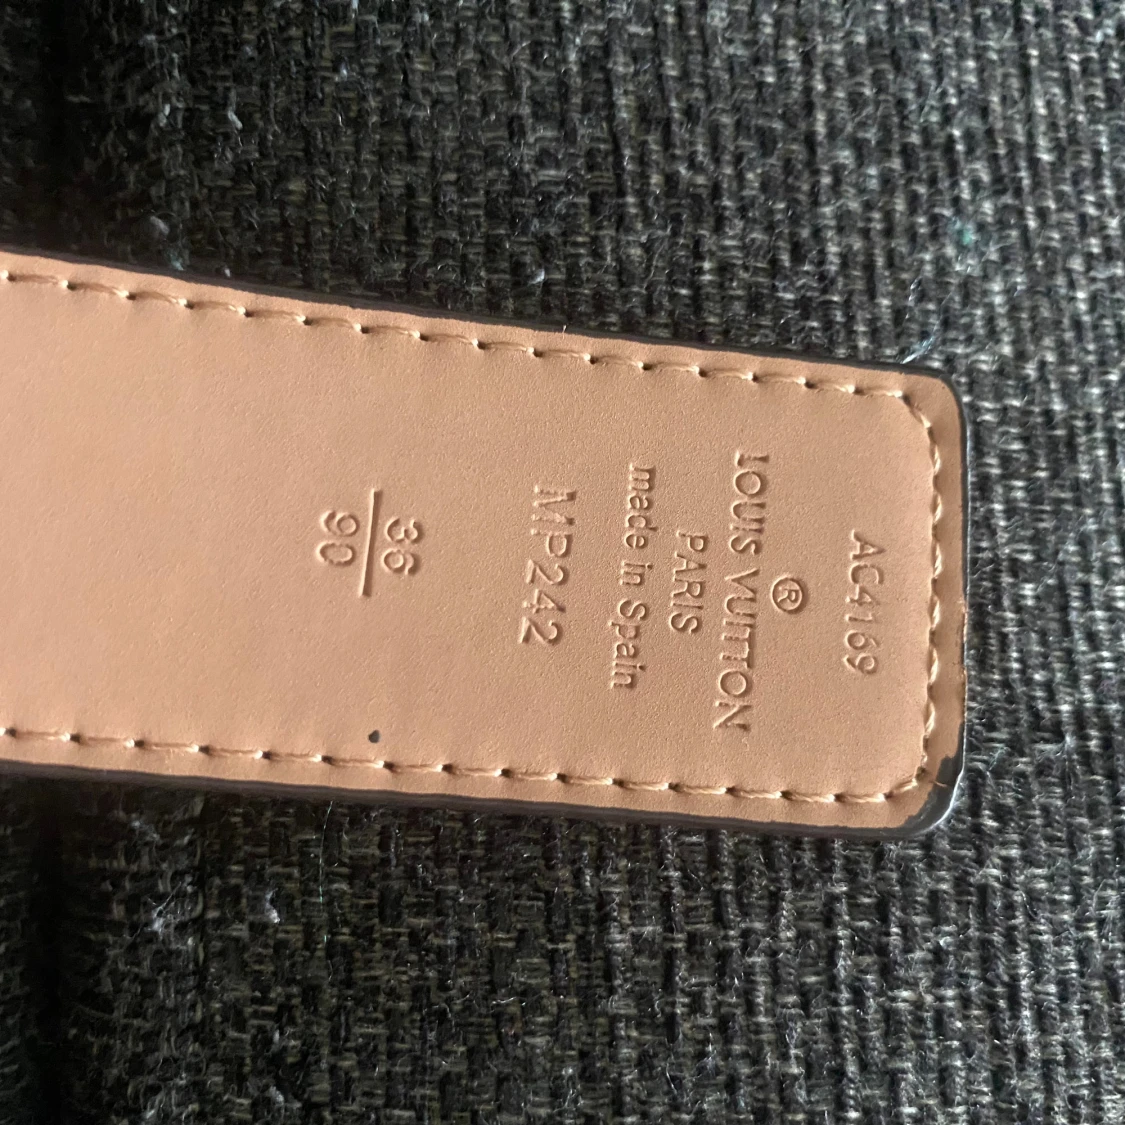 AC4169
®
LOUIS VUITTON
PARIS
made in Spain
MP242
36
90